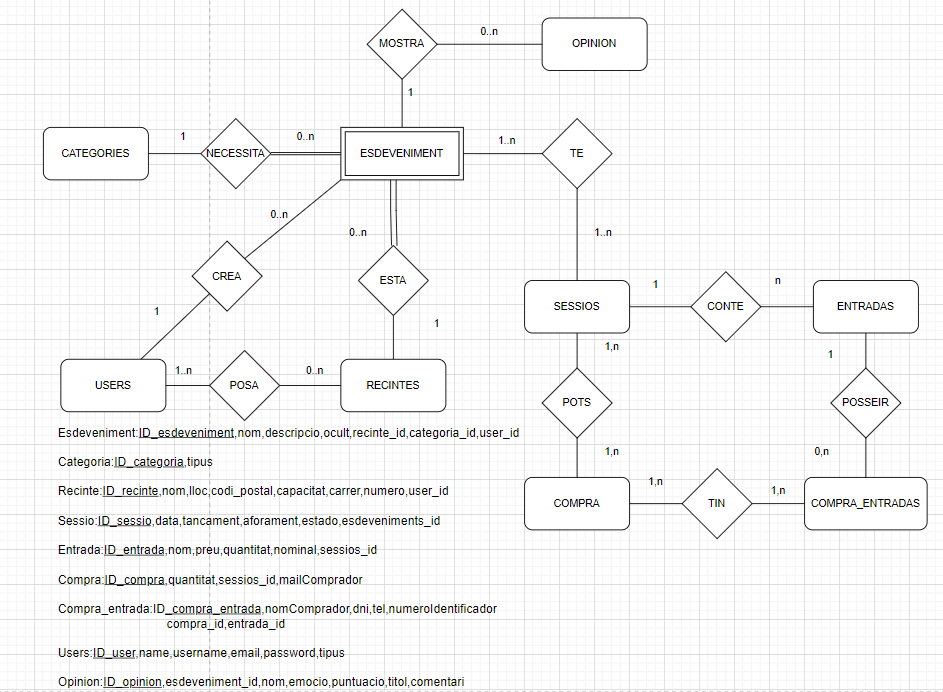 MOSTRA
0..n
OPINION
1
CATEGORIES
1
NECESSITA
0..n
ESDEVENIMENT
1..n
TE
0..n
0..n
1..n
CREA
ESTA
1
1
SESSIOS
1
CONTE
n
ENTRADAS
1,n
1
USERS
1..n
POSA
0..n
RECINTES
POTS
POSSEIR
1,n
0,n
COMPRA
1,n
TIN
1,n
COMPRA_ENTRADAS
Esdeveniment:ID_esdeveniment,nom,descripcio,ocult,recinte_id,categoria_id,user_id
Categoria:ID_categoria,tipus
Recinte:ID_recinte,nom,lloc,codi_postal,capacitat,carrer,numero,user_id
Sessio:ID_sessio,data,tancament,aforament,estado,esdeveniments_id
Entrada:ID_entrada,nom,preu,quantitat,nominal,sessios_id
Compra:ID_compra,quantitat,sessios_id,mailComprador
Compra_entrada:ID_compra_entrada,nomComprador,dni,tel,numeroIdentificador
compra_id,entrada_id
Users:ID_user,name,username,email,password,tipus
Opinion:ID_opinion,esdeveniment_id,nom,emocio,puntuacio,titol,comentari